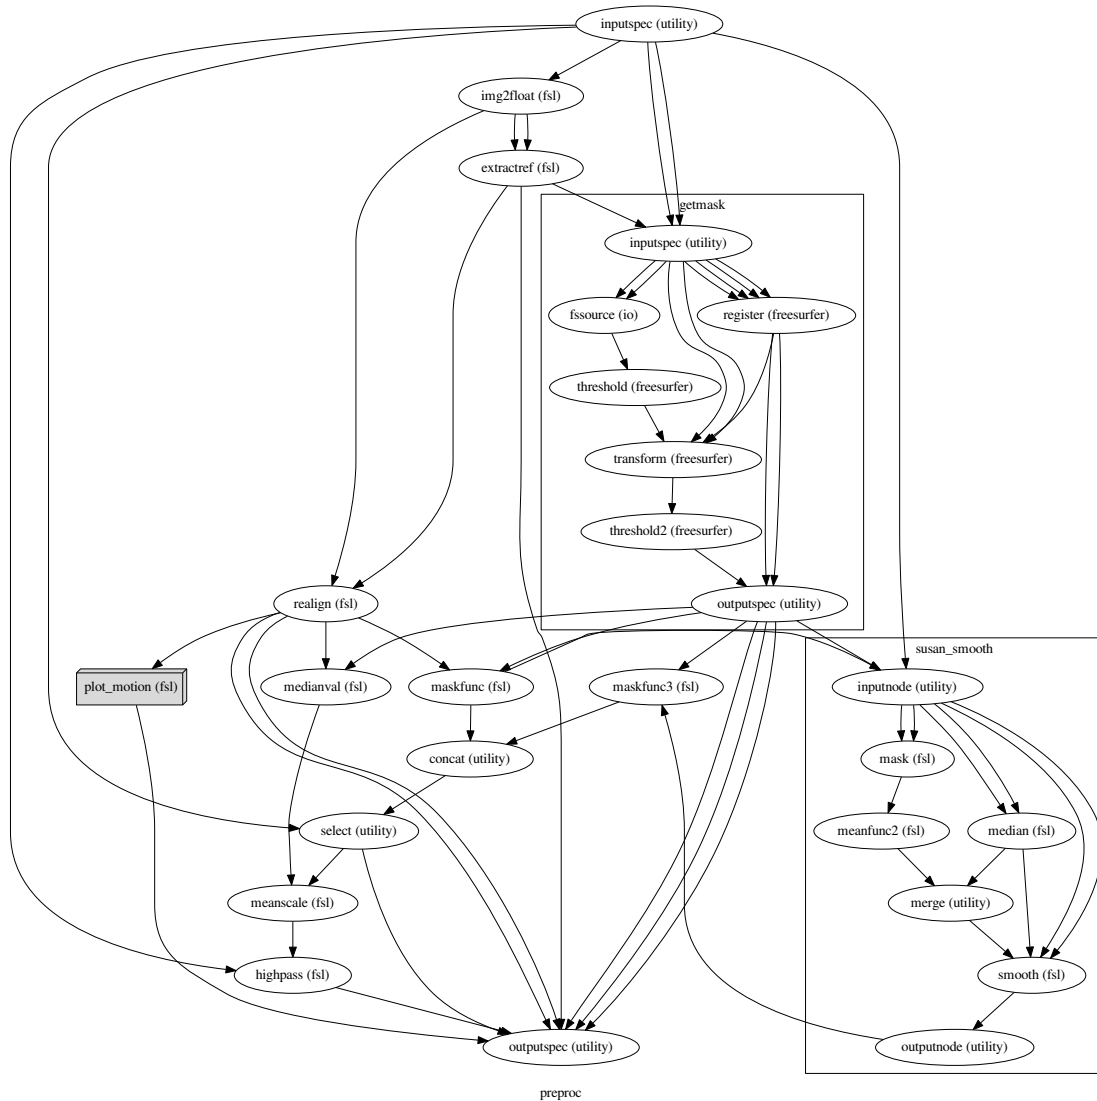 inputspec (utility)
img2float (fsl)
extractref (fsl)
getmask
inputspec (utility)
fssource (io)
register (freesurfer)
threshold (freesurfer)
transform (freesurfer)
threshold2 (freesurfer)
realign (fsl)
outputspec (utility)
susan_smooth
plot_motion (fsl)
medianval (fsl)
maskfunc (fsl)
maskfunc3 (fsl)
inputnode (utility)
concat (utility)
mask (fsl)
select (utility)
meanfunc2 (fsl)
median (fsl)
meanscale (fsl)
merge (utility)
highpass (fsl)
smooth (fsl)
outputspec (utility)
outputnode (utility)
preproc